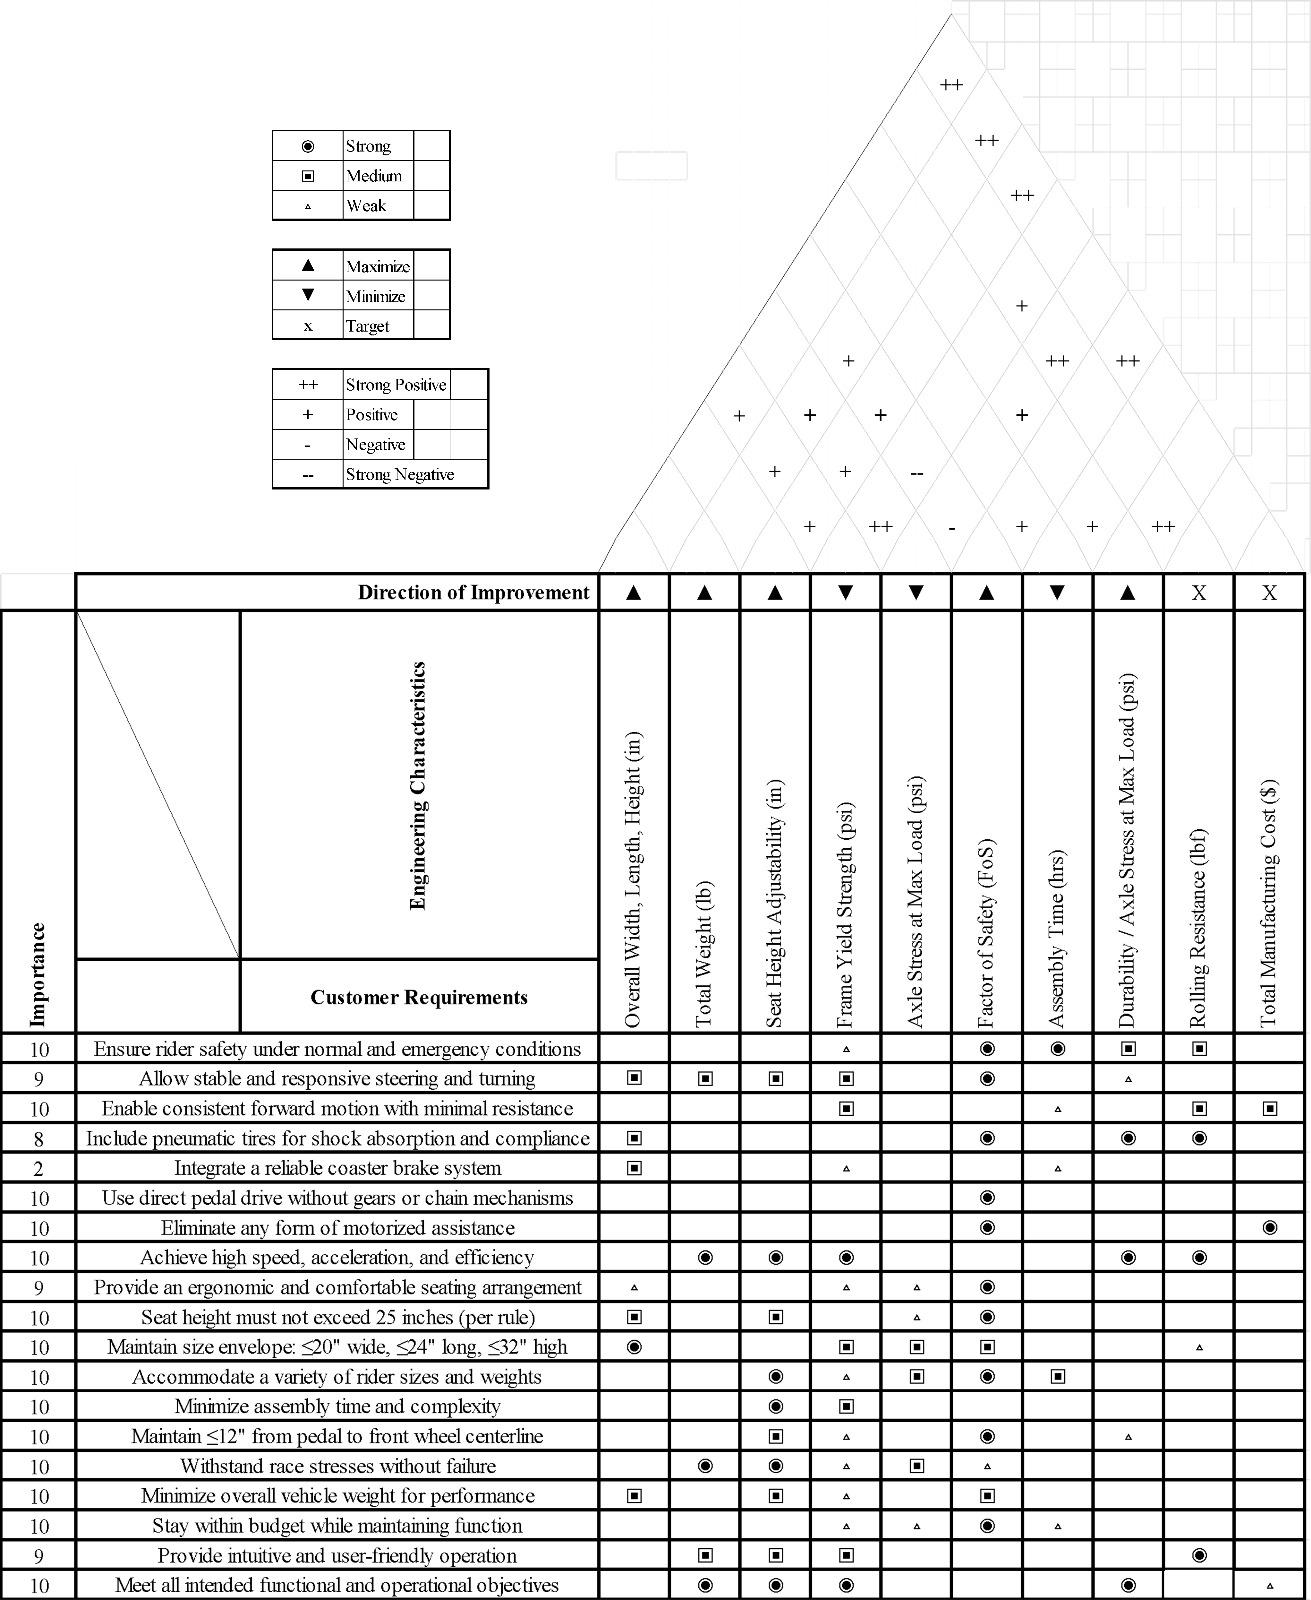 ++
++
◉ Strong
▣ Medium
++
▵ Weak
▲ Maximize
▼ Minimize
+
x Target
+ ++ ++
++ Strong Positive
+ Positive
+ + + +
- Negative
-- Strong Negative
+ + --
+ ++ - + + ++
Direction of Improvement ▲ ▲ ▲ ▼ ▼ ▲ ▼ ▲ X X
Importance
Engineering Characteristics
Customer Requirements
Overall Width, Length, Height (in)
Total Weight (lb)
Seat Height Adjustability (in)
Frame Yield Strength (psi)
Axle Stress at Max Load (psi)
Factor of Safety (FoS)
Assembly Time (hrs)
Durability / Axle Stress at Max Load (psi)
Rolling Resistance (lbf)
Total Manufacturing Cost ($)
10 Ensure rider safety under normal and emergency conditions ▵ ◉ ◉ ▣ ▣
9 Allow stable and responsive steering and turning ▣ ▣ ▣ ▣ ◉ ▵
10 Enable consistent forward motion with minimal resistance ▣ ▵ ▣ ▣
8 Include pneumatic tires for shock absorption and compliance ▣ ◉ ◉ ◉
2 Integrate a reliable coaster brake system ▣ ▵ ▵
10 Use direct pedal drive without gears or chain mechanisms ◉
10 Eliminate any form of motorized assistance ◉ ◉
10 Achieve high speed, acceleration, and efficiency ◉ ◉ ◉ ◉ ◉
9 Provide an ergonomic and comfortable seating arrangement ▵ ▵ ▵ ◉
10 Seat height must not exceed 25 inches (per rule) ▣ ▣ ▵ ◉
10 Maintain size envelope: ≤20" wide, ≤24" long, ≤32" high ◉ ▣ ▣ ▣ ▵
10 Accommodate a variety of rider sizes and weights ◉ ▵ ▣ ◉ ▣
10 Minimize assembly time and complexity ◉ ▣
10 Maintain ≤12" from pedal to front wheel centerline ▣ ▵ ◉ ▵
10 Withstand race stresses without failure ◉ ◉ ▵ ▣ ▵
10 Minimize overall vehicle weight for performance ▣ ▣ ▵ ▣
10 Stay within budget while maintaining function ▵ ▵ ◉ ▵
9 Provide intuitive and user-friendly operation ▣ ▣ ▣ ◉
10 Meet all intended functional and operational objectives ◉ ◉ ◉ ◉ ▵